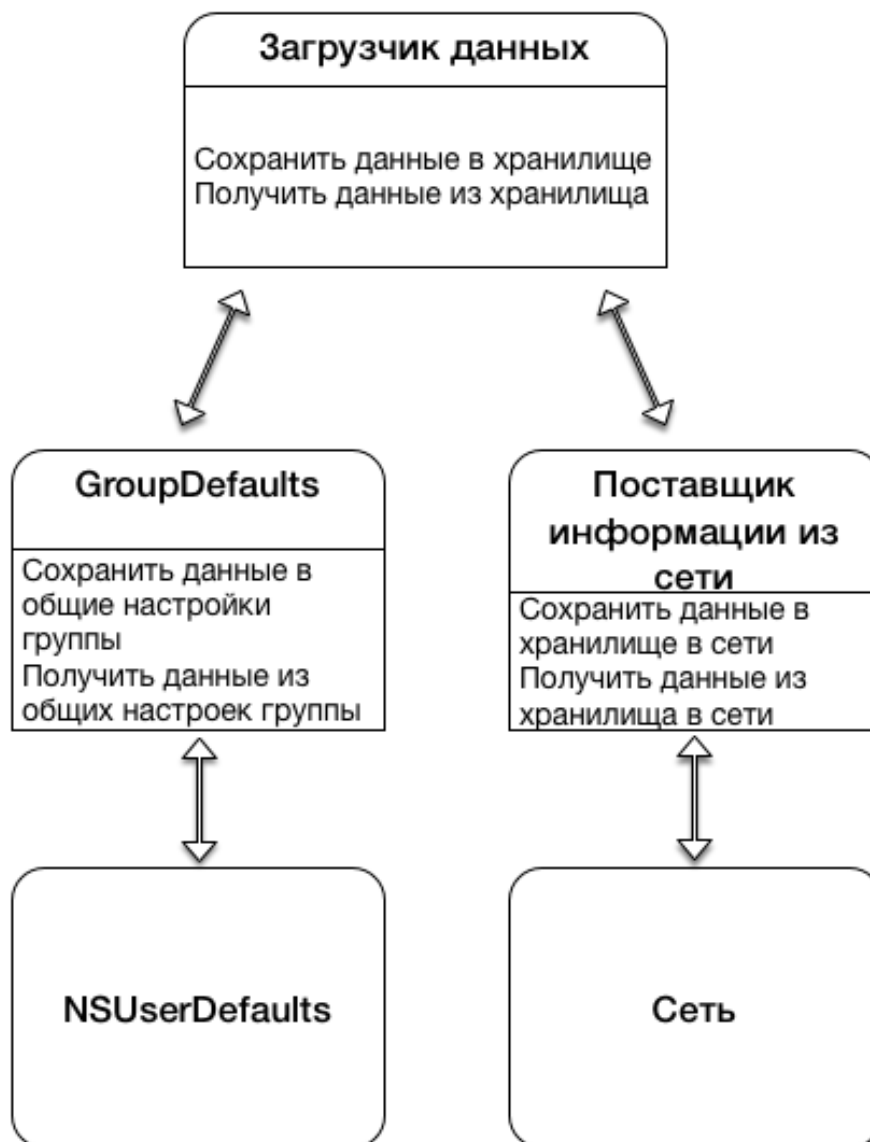 Загрузчик данных
Сохранить данные в хранилище
Получить данные из хранилища
GroupDefaults
Сохранить данные в
общие настройки
группы
Получить данные из
общих настроек группы
Поставщик
информации из
сети
Сохранить данные в
хранилище в сети
Получить данные из
хранилища в сети
NSUserDefaults
Сеть